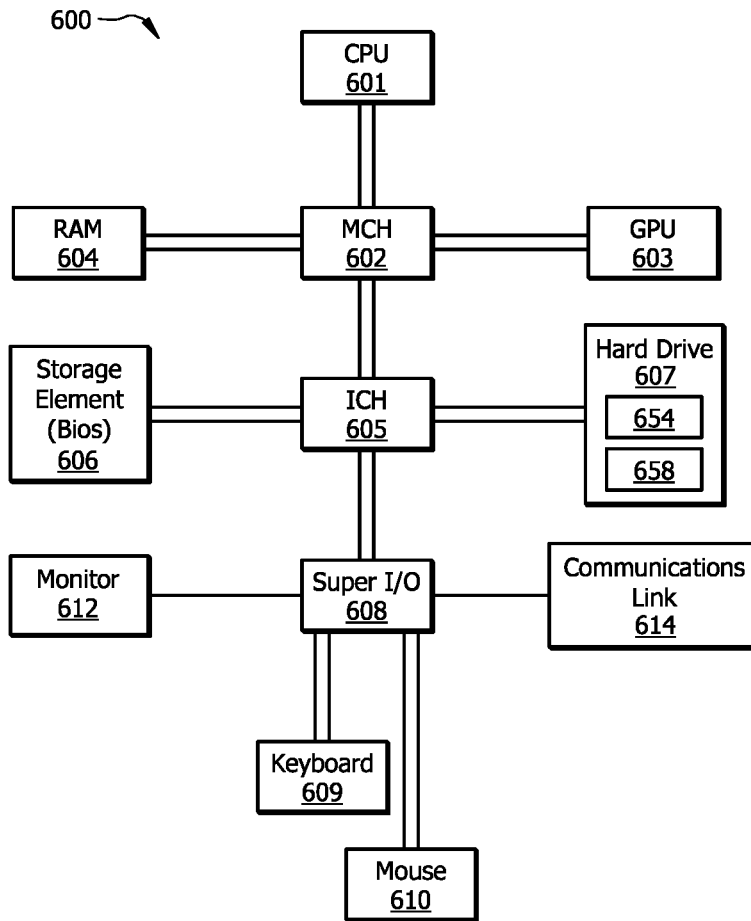 600
CPU
601
RAM
604
MCH
602
GPU
603
Storage
Element
(Bios)
606
ICH
605
Hard Drive
607
654
658
Monitor
612
Super I/O
608
Communications
Link
614
Keyboard
609
Mouse
610